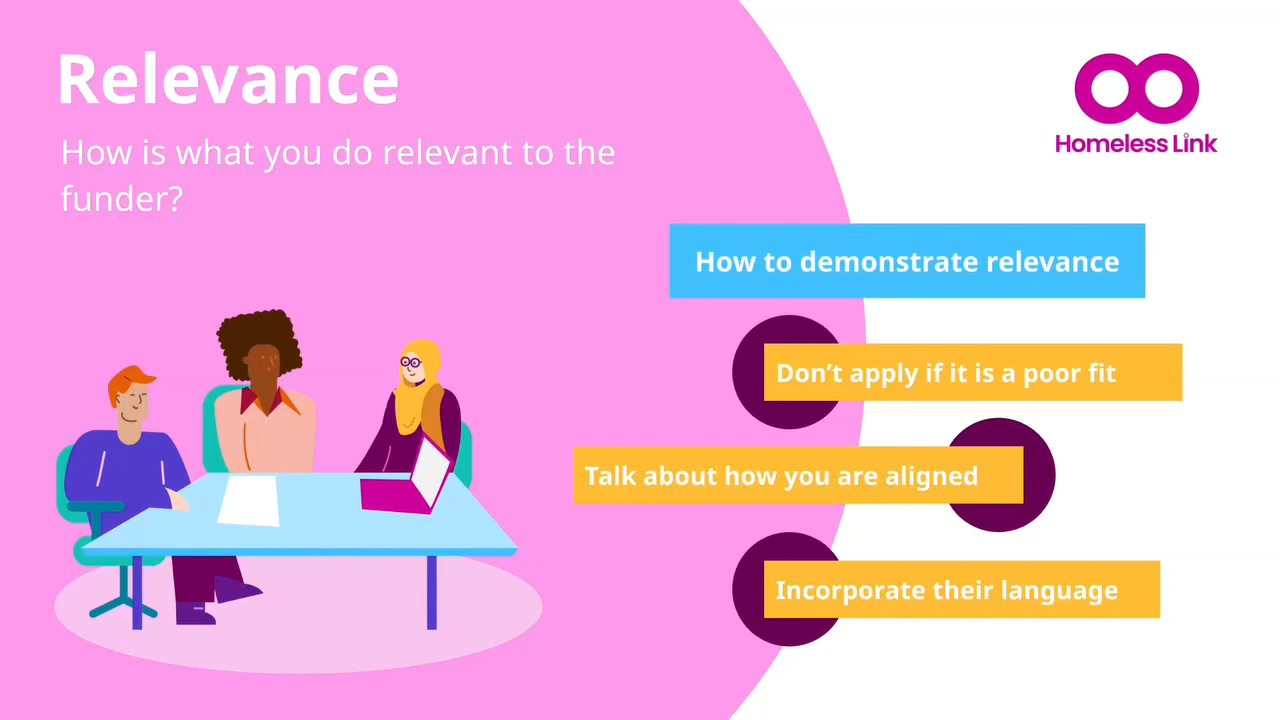 Relevance
How is what you do relevant to the
funder?
Homeless Link
How to demonstrate relevance
Don’t apply if it is a poor fit
Talk about how you are aligned
Incorporate their language